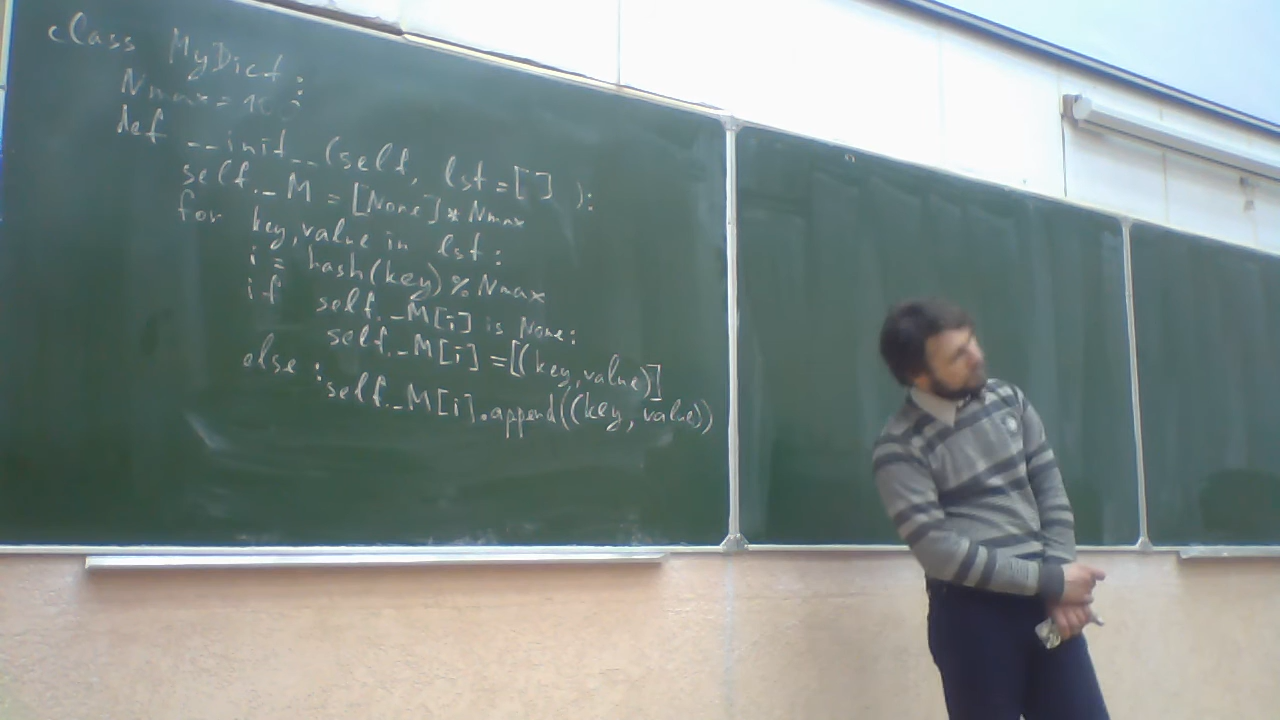 class MyDict:
Nmax=10;
def __init__(self, lst=[] ):
self._M = [None]*Nmax
for key,value in lst:
i = hash(key)%Nmax
if self._M[i] is None:
self._M[i] =[(key,value)]
else:
self._M[i].append((key, value))